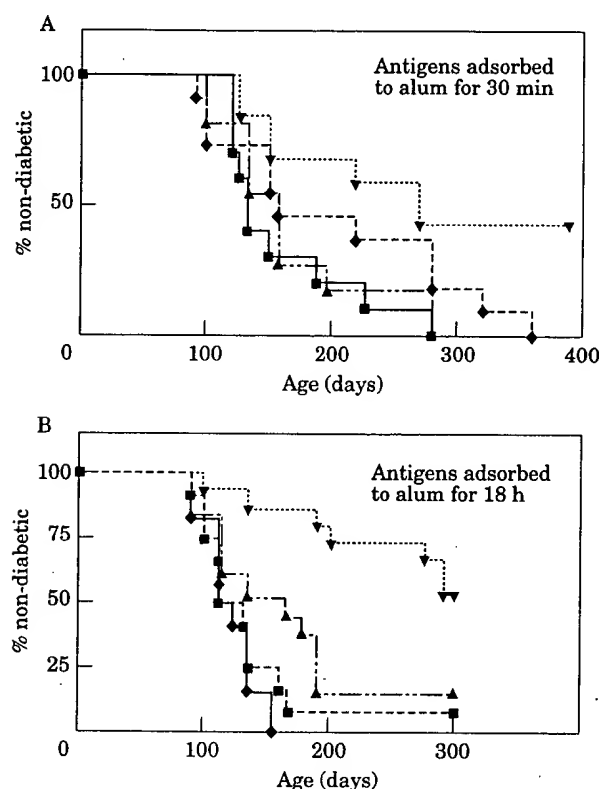 A
Antigens adsorbed
to alum for 30 min
% non-diabetic
100
50
0
100
200
300
400
Age (days)
B
Antigens adsorbed
to alum for 18 h
% non-diabetic
100
75
50
25
0
100
200
300
Age (days)